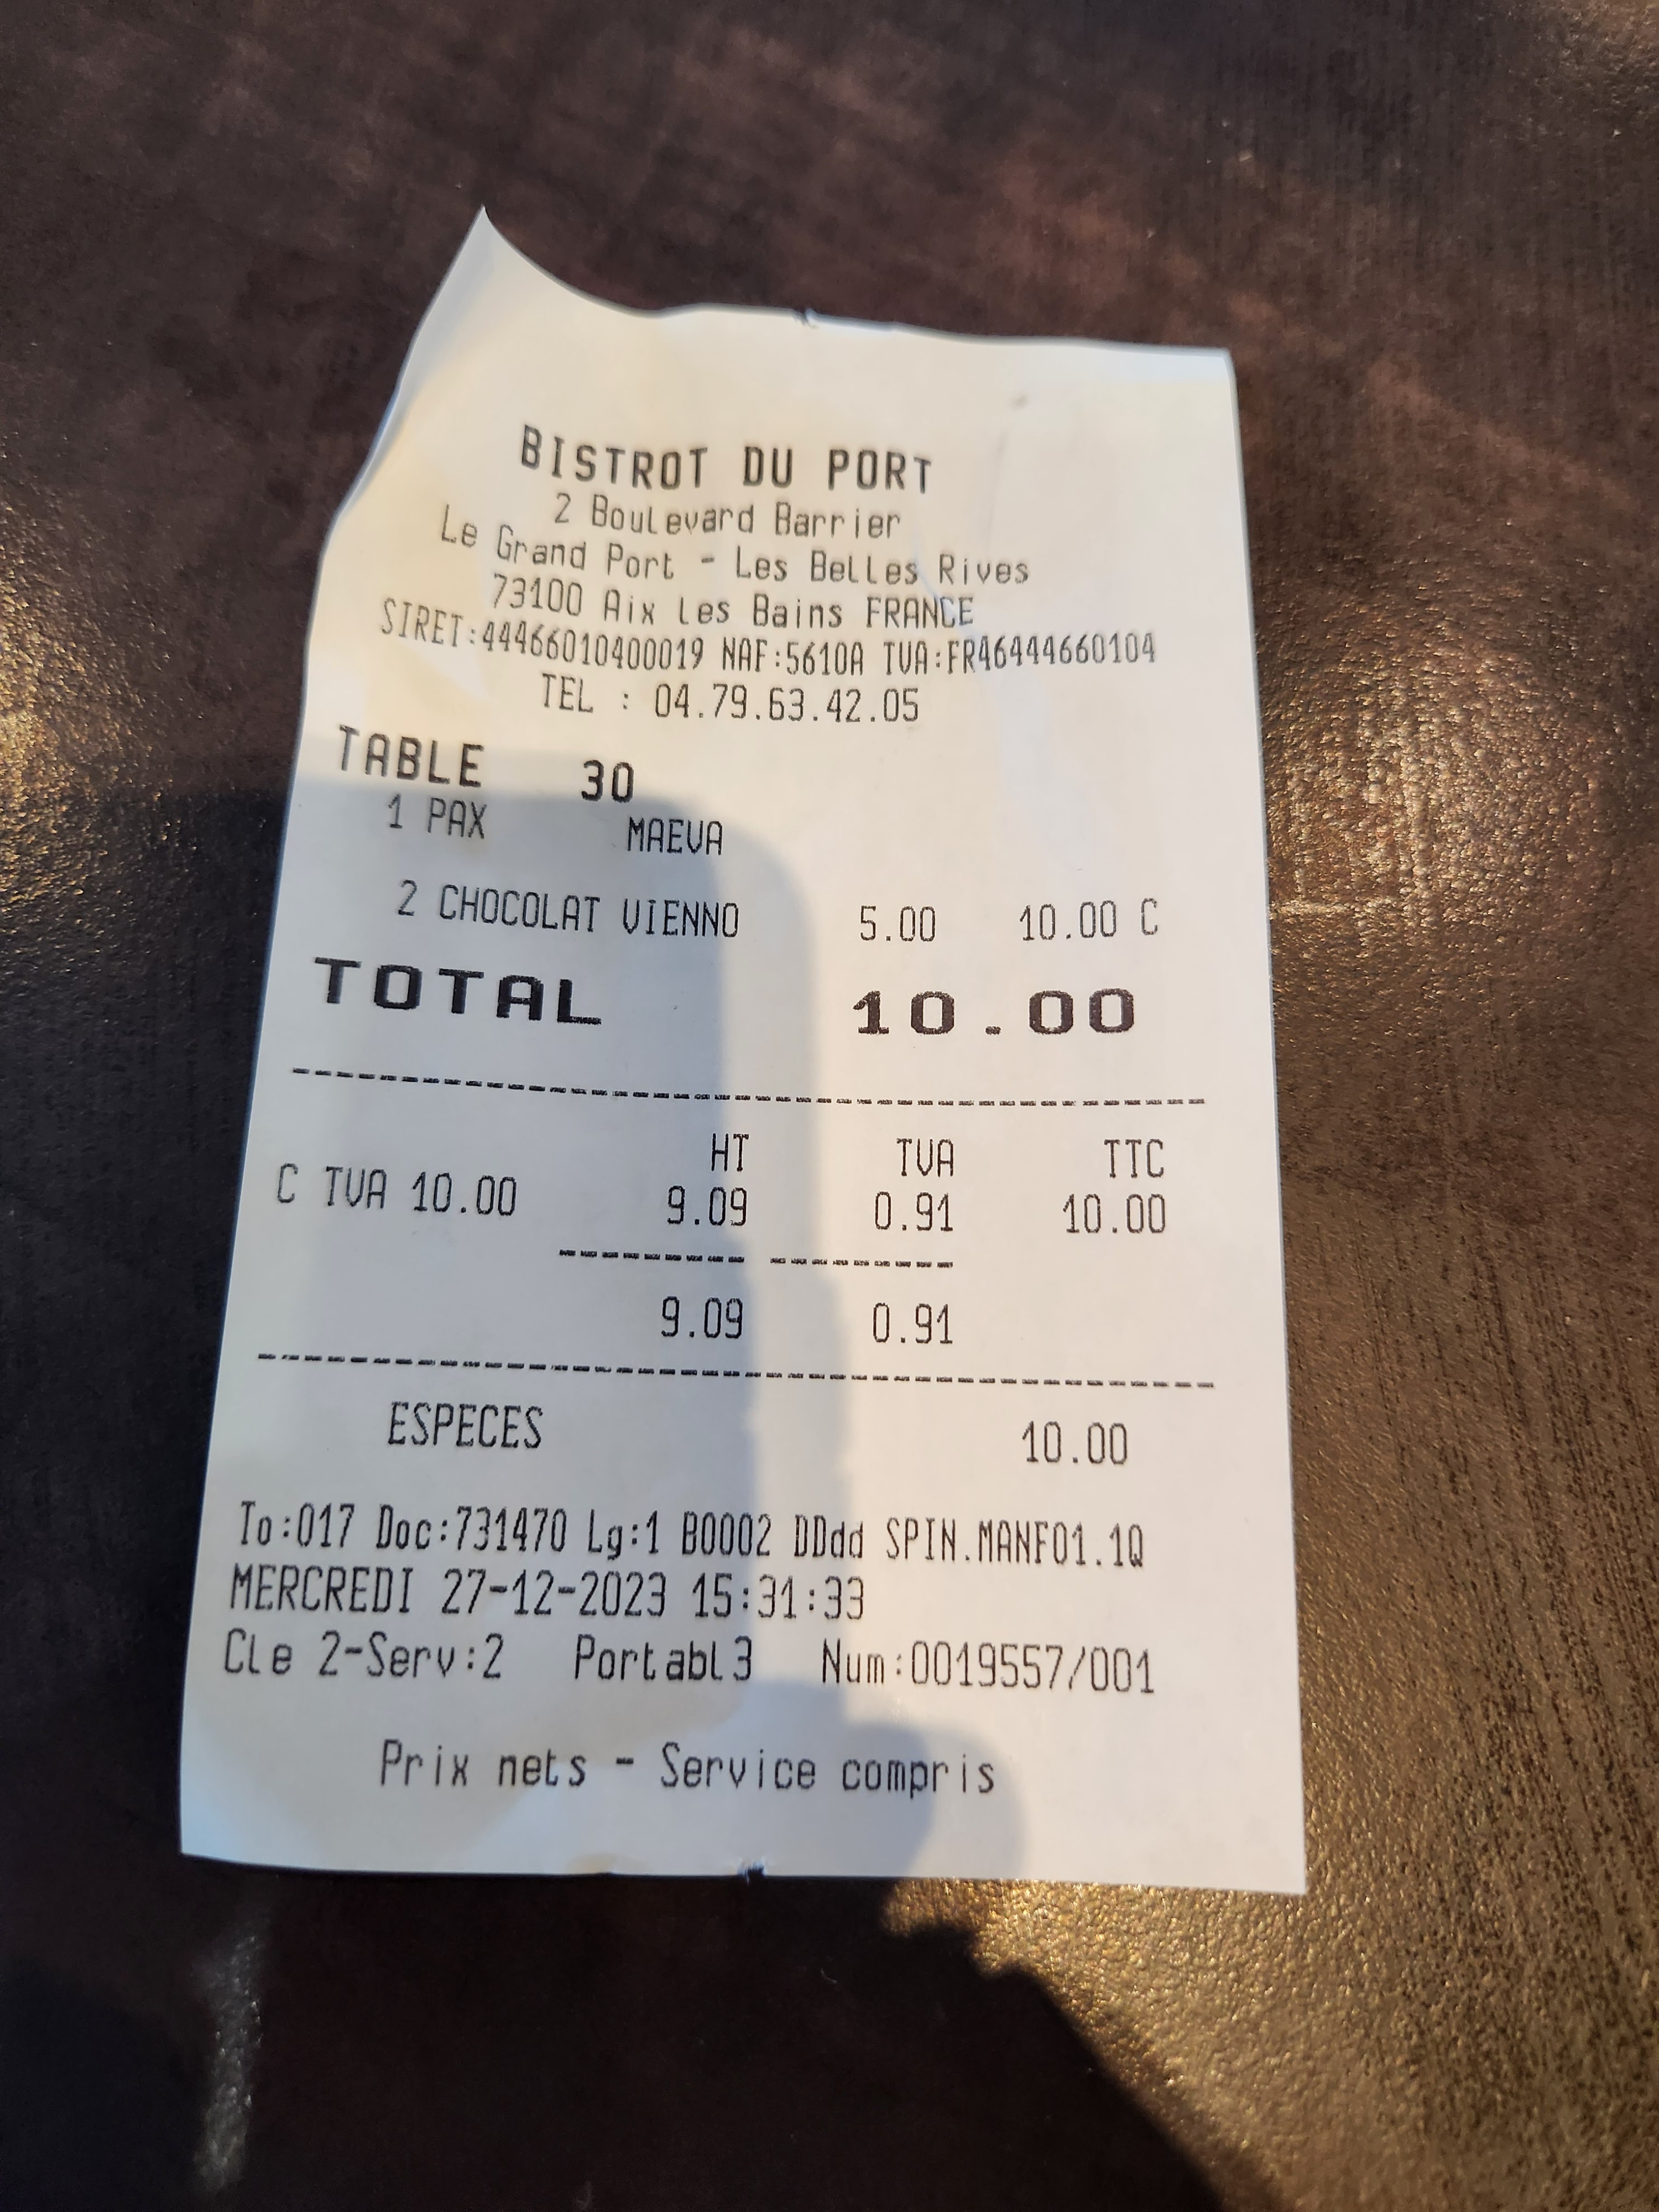 BISTROT DU PORT
2 Boulevard Barrier
Le Grand Port - Les Belles Rives
73100 Aix les Bains FRANCE
SIRET:44466010400019 NAF:5610A TVA:FR46444660104
TEL : 04.79.63.42.05
TABLE 30
1 PAX MAEVA
2 CHOCOLAT VIENNO 5.00 10.00 C
TOTAL 10.00
HT TVA TTC
C TVA 10.00 9.09 0.91 10.00
9.09 0.91
ESPECES 10.00
To:017 Doc:731470 Lg:1 B0002 DDdd SPIN.MANF01.1Q
MERCREDI 27-12-2023 15:31:33
Cle 2-Serv:2 Portabl3 Num:0019557/001
Prix nets - Service compris